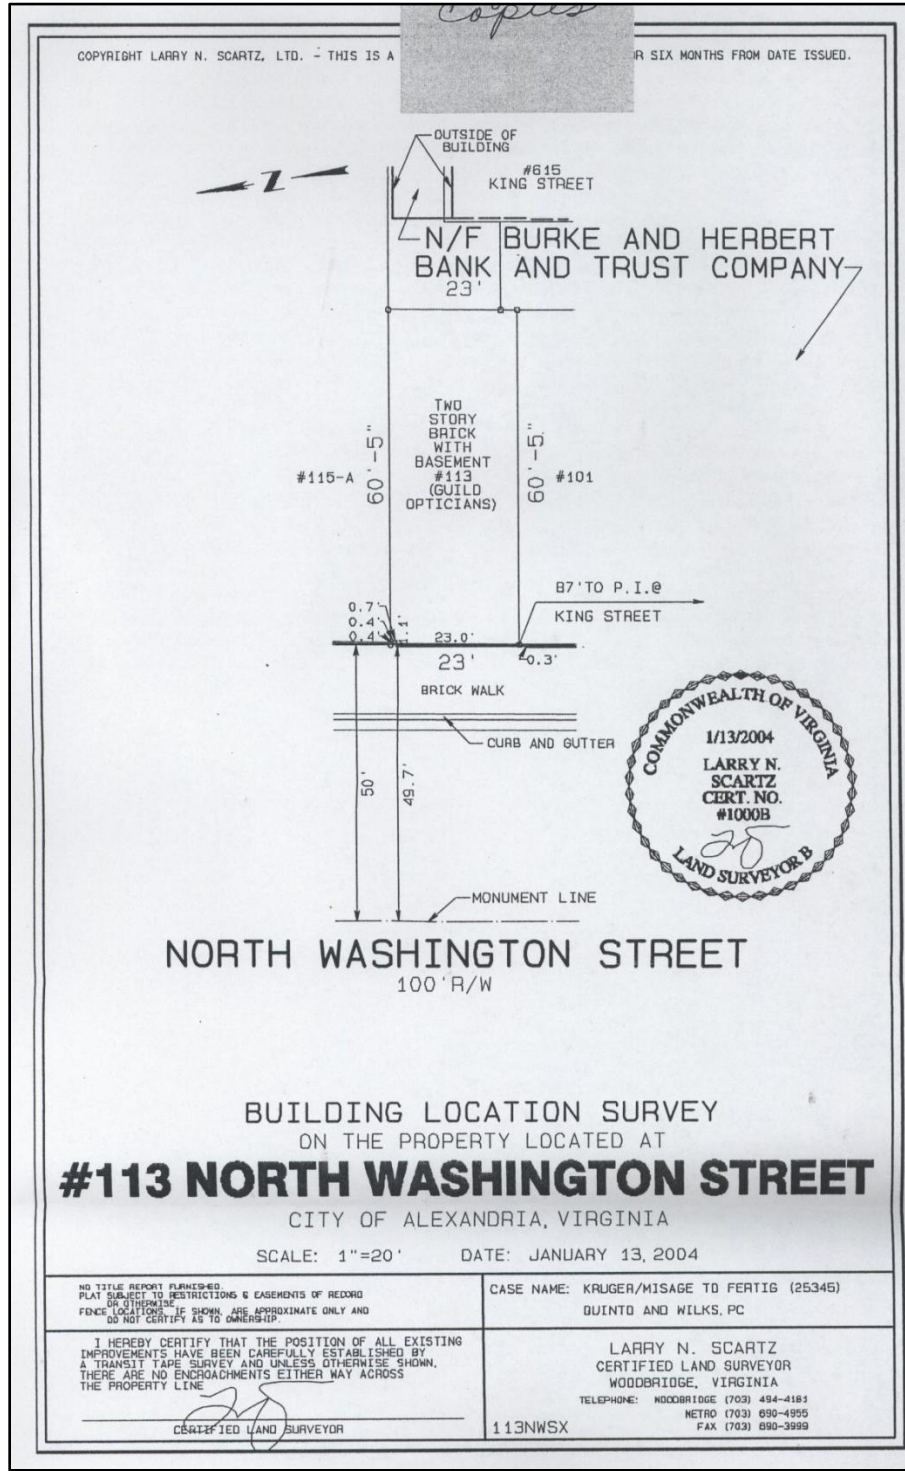 Copies
COPYRIGHT LARRY N. SCARTZ, LTD. - THIS IS A
R SIX MONTHS FROM DATE ISSUED.
OUTSIDE OF
BUILDING
#615
KING STREET
N
N/F BURKE AND HERBERT
BANK AND TRUST COMPANY
23'
TWO
STORY
BRICK
WITH
BASEMENT
#113
(GUILD
OPTICIANS)
#115-A
60'-5"
60'-5"
#101
87'TO P.I.@
KING STREET
0.7'
0.4'
0.4'
1.1'
23.0'
23'
0.3'
BRICK WALK
CURB AND GUTTER
50'
49.7'
MONUMENT LINE
COMMONWEALTH OF VIRGINIA
1/13/2004
LARRY N.
SCARTZ
CERT. NO.
#1000B
LAND SURVEYOR B
NORTH WASHINGTON STREET
100'R/W
BUILDING LOCATION SURVEY
ON THE PROPERTY LOCATED AT
#113 NORTH WASHINGTON STREET
CITY OF ALEXANDRIA, VIRGINIA
SCALE: 1"=20' DATE: JANUARY 13, 2004
NO TITLE REPORT FURNISHED.
PLAT SUBJECT TO RESTRICTIONS & EASEMENTS OF RECORD
OR OTHERWISE.
FENCE LOCATIONS, IF SHOWN, ARE APPROXIMATE ONLY AND
DO NOT CERTIFY AS TO OWNERSHIP.
CASE NAME: KRUGER/MISAGE TO FERTIG (25345)
QUINTO AND WILKS, PC
I HEREBY CERTIFY THAT THE POSITION OF ALL EXISTING
IMPROVEMENTS HAVE BEEN CAREFULLY ESTABLISHED BY
A TRANSIT TAPE SURVEY AND UNLESS OTHERWISE SHOWN,
THERE ARE NO ENCROACHMENTS EITHER WAY ACROSS
THE PROPERTY LINE
CERTIFIED LAND SURVEYOR
LARRY N. SCARTZ
CERTIFIED LAND SURVEYOR
WOODBRIDGE, VIRGINIA
TELEPHONE: WOODBRIDGE (703) 494-4181
METRO (703) 690-4955
FAX (703) 690-3999
113NWSX